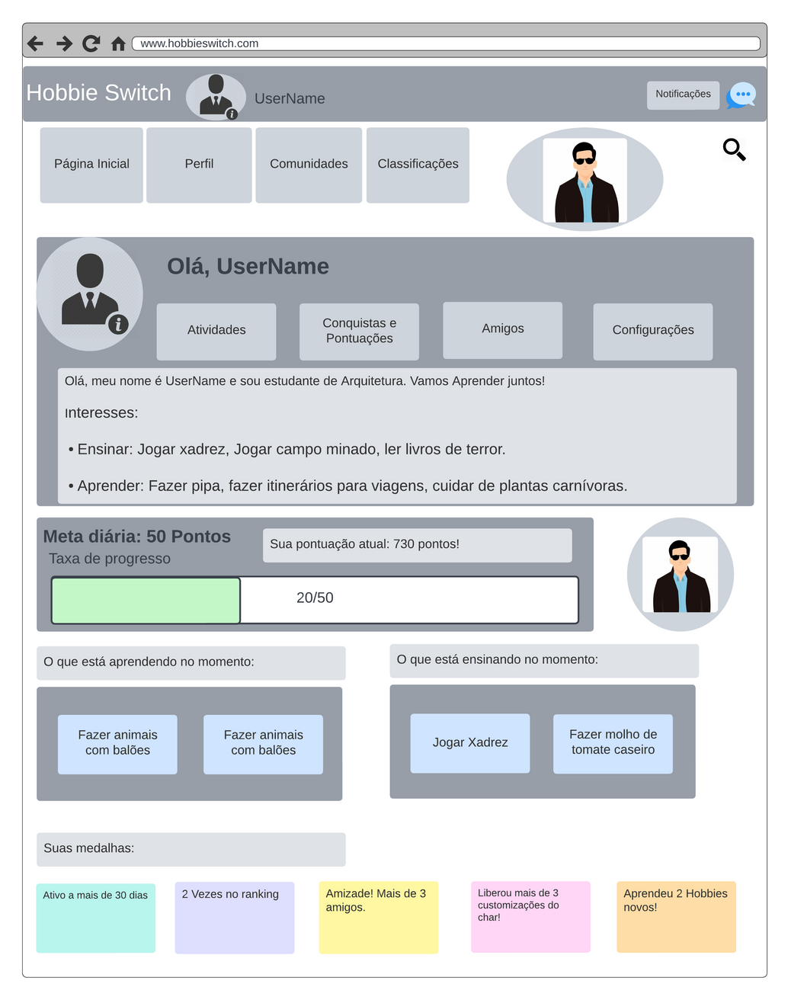 www.hobbieswitch.com
Hobbie Switch
UserName
Notificações
Página Inicial
Perfil
Comunidades
Classificações
Olá, UserName
Atividades
Conquistas e
Pontuações
Amigos
Configurações
Olá, meu nome é UserName e sou estudante de Arquitetura. Vamos Aprender juntos!
Interesses:
• Ensinar: Jogar xadrez, Jogar campo minado, ler livros de terror.
• Aprender: Fazer pipa, fazer itinerários para viagens, cuidar de plantas carnívoras.
Meta diária: 50 Pontos
Taxa de progresso
Sua pontuação atual: 730 pontos!
20/50
O que está aprendendo no momento:
O que está ensinando no momento:
Fazer animais
com balões
Fazer animais
com balões
Jogar Xadrez
Fazer molho de
tomate caseiro
Suas medalhas:
Ativo a mais de 30 dias
2 Vezes no ranking
Amizade! Mais de 3
amigos.
Liberou mais de 3
customizações do
char!
Aprendeu 2 Hobbies
novos!